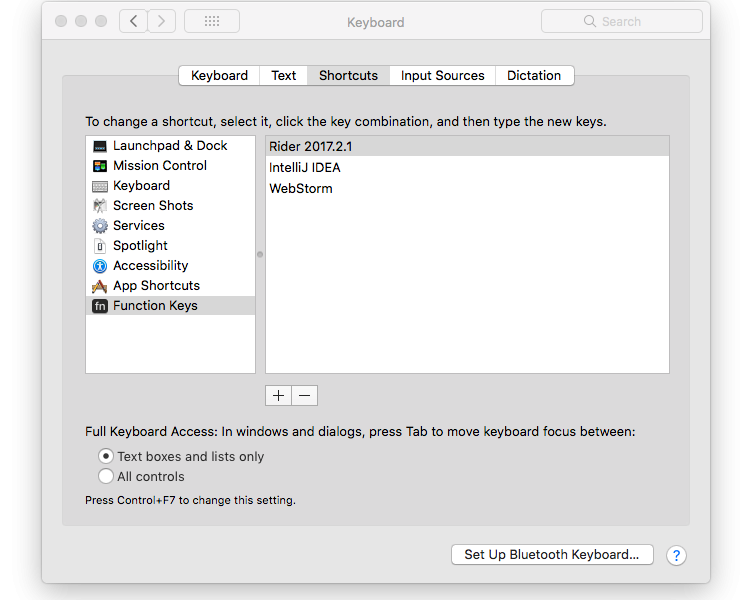 Keyboard
Search
Keyboard Text Shortcuts Input Sources Dictation
To change a shortcut, select it, click the key combination, and then type the new keys.
Launchpad & Dock
Mission Control
Keyboard
Screen Shots
Services
Spotlight
Accessibility
App Shortcuts
fn Function Keys
Rider 2017.2.1
IntelliJ IDEA
WebStorm
+ −
Full Keyboard Access: In windows and dialogs, press Tab to move keyboard focus between:
Text boxes and lists only
All controls
Press Control+F7 to change this setting.
Set Up Bluetooth Keyboard... ?